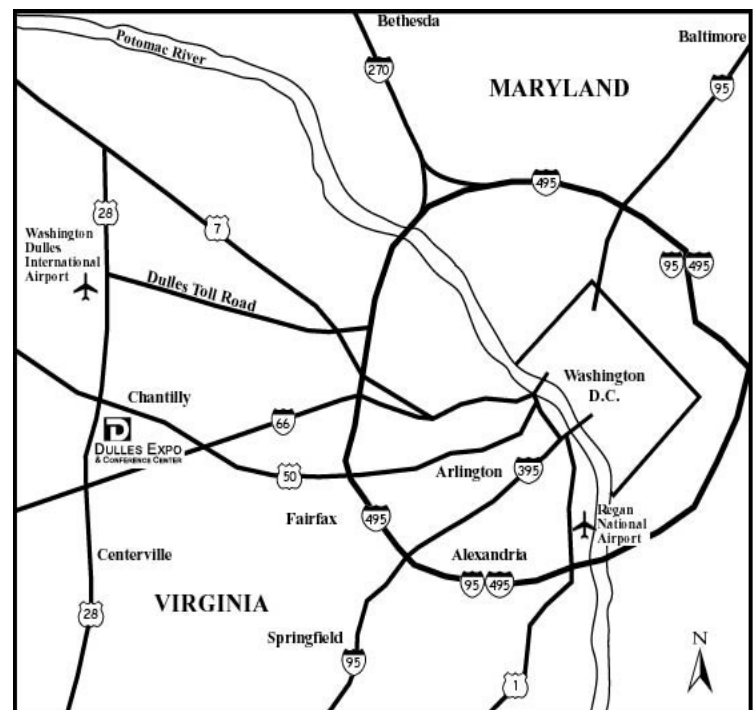 Bethesda
Potomac River
Baltimore
270
MARYLAND
95
495
28
7
Washington
Dulles
International
Airport
95 495
Dulles Toll Road
Chantilly
Washington
D.C.
66
DULLES EXPO
& CONFERENCE CENTER
50
Arlington
395
Fairfax
495
Regan
National
Airport
Centerville
Alexandria
95 495
VIRGINIA
28
Springfield
95
N
1